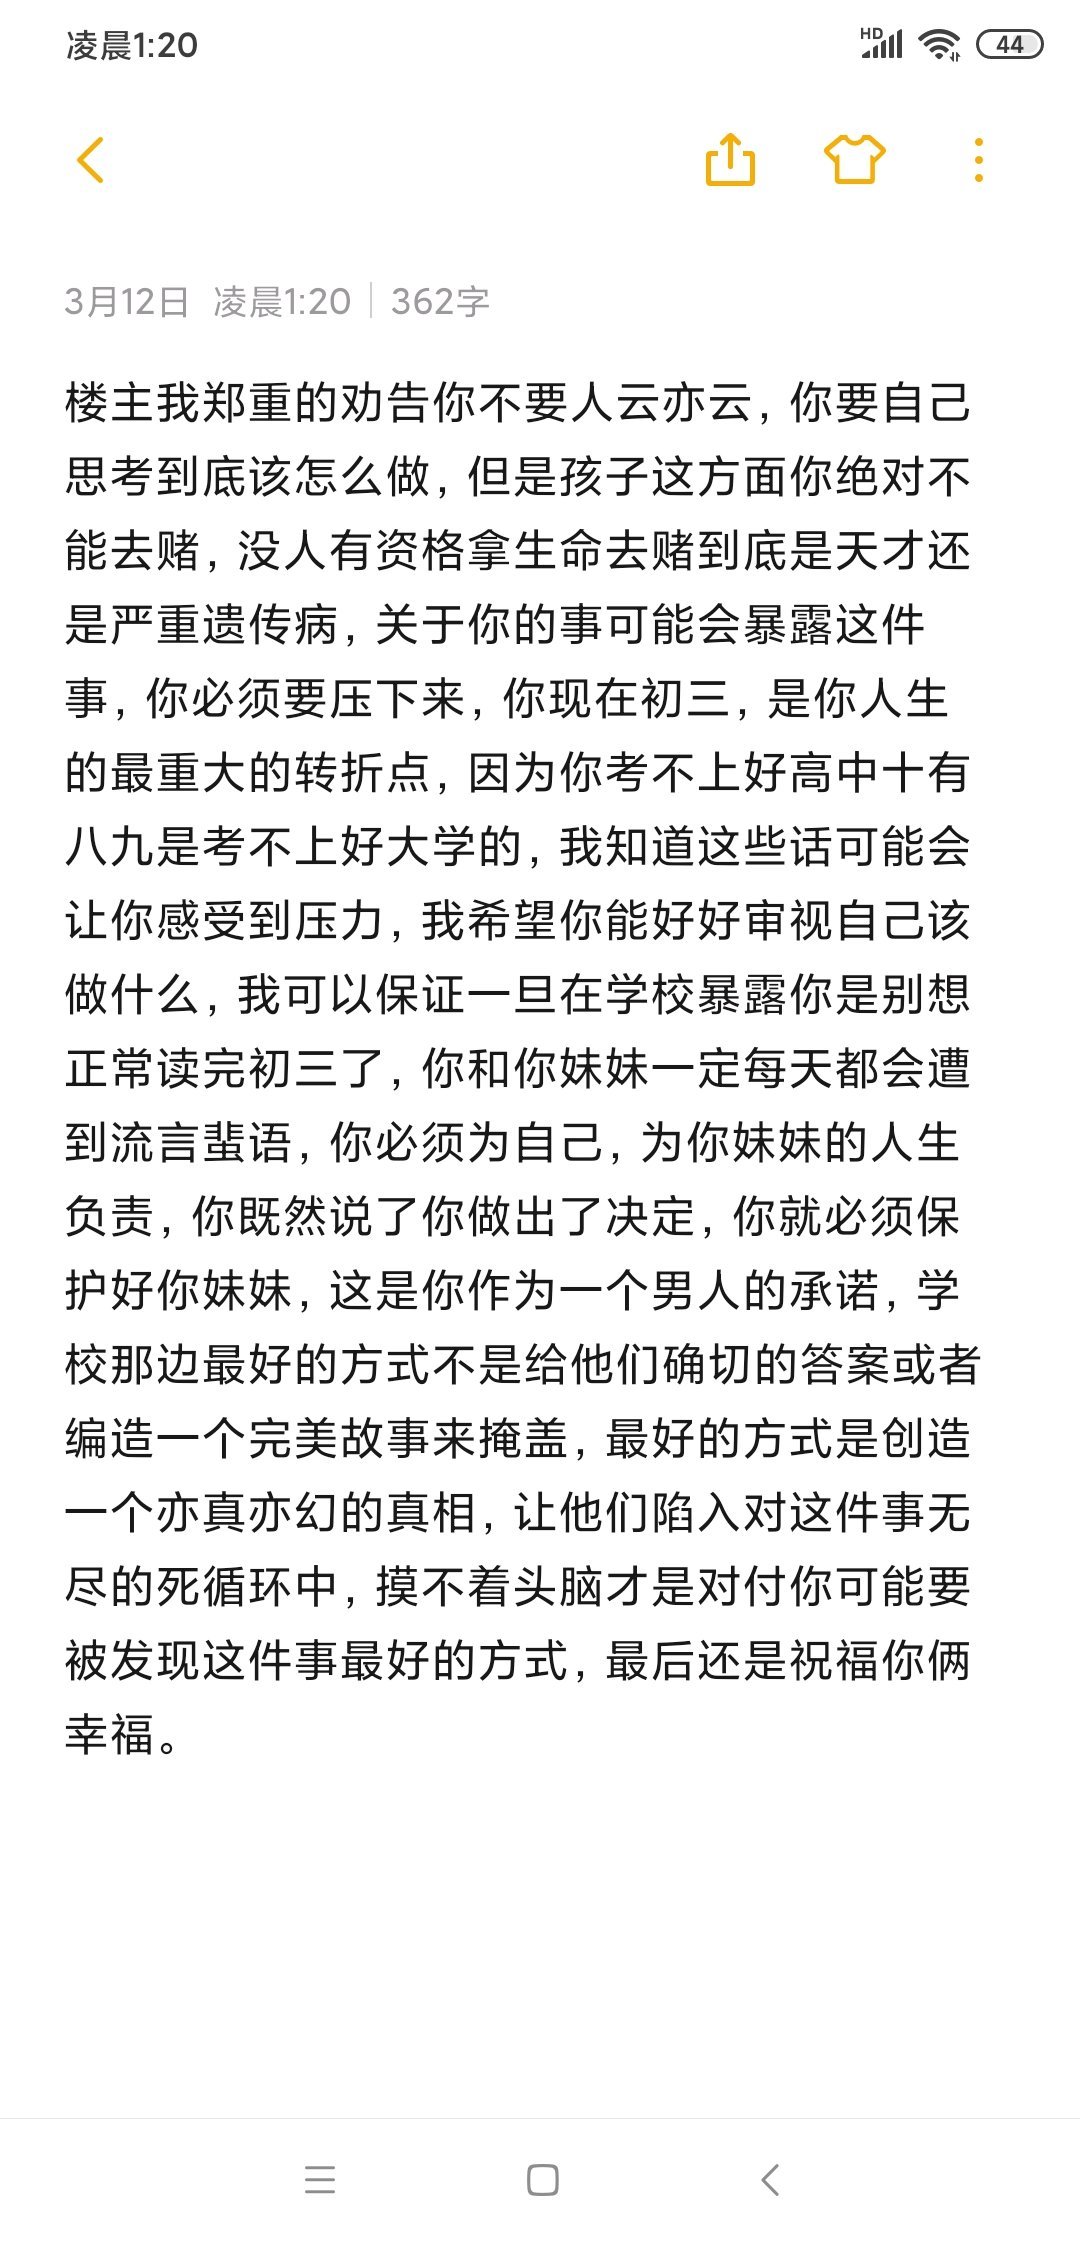 凌晨1:20
HD
44
3月12日 凌晨1:20 | 362字
楼主我郑重的劝告你不要人云亦云，你要自己
思考到底该怎么做，但是孩子这方面你绝对不
能去赌，没人有资格拿生命去赌到底是天才还
是严重遗传病，关于你的事可能会暴露这件
事，你必须要压下来，你现在初三，是你人生
的最重大的转折点，因为你考不上好高中十有
八九是考不上好大学的，我知道这些话可能会
让你感受到压力，我希望你能好好审视自己该
做什么，我可以保证一旦在学校暴露你是别想
正常读完初三了，你和你妹妹一定每天都会遭
到流言蜚语，你必须为自己，为你妹妹的人生
负责，你既然说了你做出了决定，你就必须保
护好你妹妹，这是你作为一个男人的承诺，学
校那边最好的方式不是给他们确切的答案或者
编造一个完美故事来掩盖，最好的方式是创造
一个亦真亦幻的真相，让他们陷入对这件事无
尽的死循环中，摸不着头脑才是对付你可能要
被发现这件事最好的方式，最后还是祝福你俩
幸福。